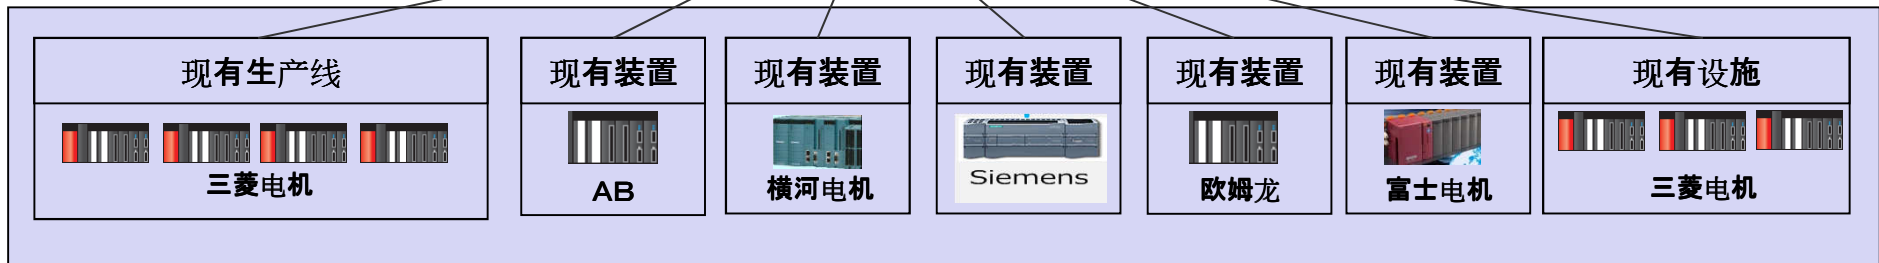 现有生产线
现有装置
现有装置
现有装置
现有装置
现有装置
现有设施
三菱电机
AB
横河电机
Siemens
欧姆龙
富士电机
三菱电机